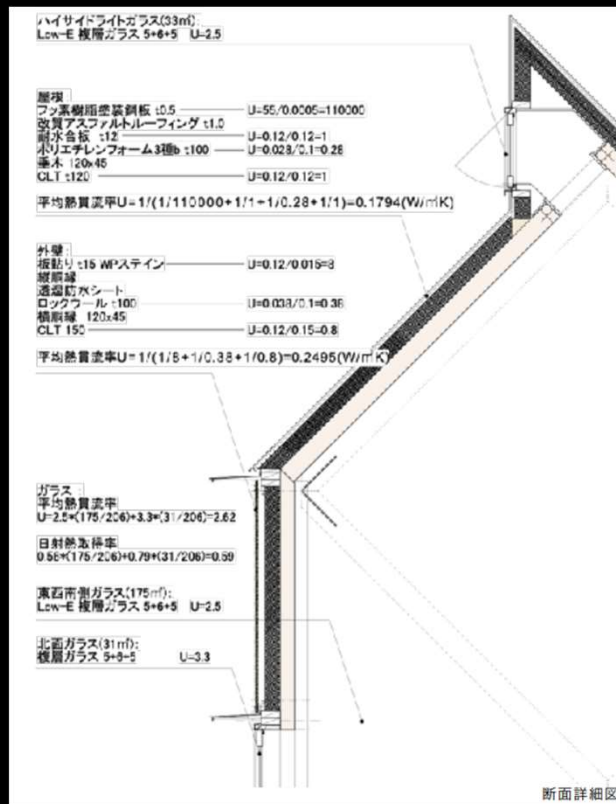 ハイサイドライトガラス(33㎡):
Low-E 複層ガラス 5+6+5 U=2.5
屋根:
フッ素樹脂塗装鋼板 t0.5 U=55/0.0005=110000
改質アスファルトルーフィング t1.0
耐水合板 t12 U=0.12/0.12=1
ポリエチレンフォーム3種b t100 U=0.028/0.1=0.28
垂木 120x45
CLT t120 U=0.12/0.12=1
平均熱貫流率U=1/(1/110000+1/1+1/0.28+1/1)=0.1794(W/㎡K)
外壁:
板貼り t15 WPステイン U=0.12/0.015=8
縦胴縁
透湿防水シート
ロックウール t100 U=0.038/0.1=0.38
横胴縁 120x45
CLT 150 U=0.12/0.15=0.8
平均熱貫流率U=1/(1/8+1/0.38+1/0.8)=0.2495(W/㎡K)
ガラス:
平均熱貫流率
U=2.5*(175/206)+3.3*(31/206)=2.62
日射熱取得率
0.56*(175/206)+0.79*(31/206)=0.59
東西南側ガラス(175㎡):
Low-E 複層ガラス 5+6+5 U=2.5
北面ガラス(31㎡):
複層ガラス 5+6+5 U=3.3
断面詳細図